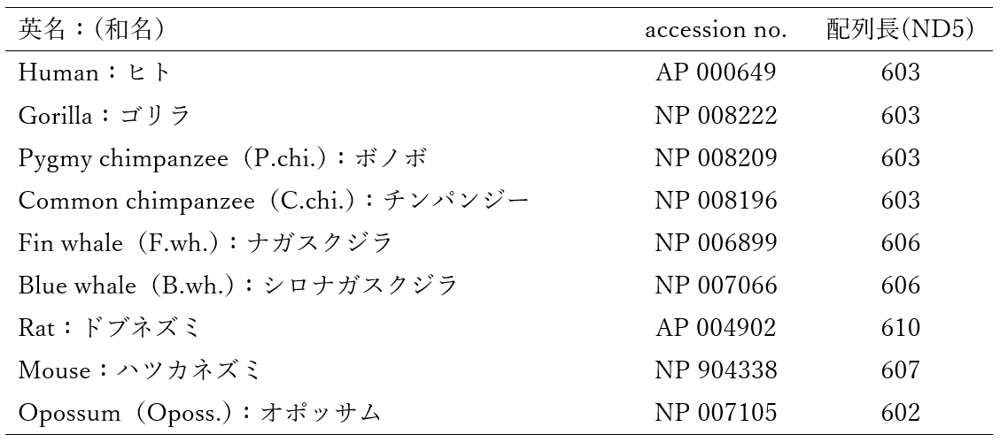 英名：(和名) accession no. 配列長(ND5)
Human：ヒト AP 000649 603
Gorilla：ゴリラ NP 008222 603
Pygmy chimpanzee（P.chi.）：ボノボ NP 008209 603
Common chimpanzee（C.chi.）：チンパンジー NP 008196 603
Fin whale（F.wh.）：ナガスクジラ NP 006899 606
Blue whale（B.wh.）：シロナガスクジラ NP 007066 606
Rat：ドブネズミ AP 004902 610
Mouse：ハツカネズミ NP 904338 607
Opossum（Oposs.）：オポッサム NP 007105 602